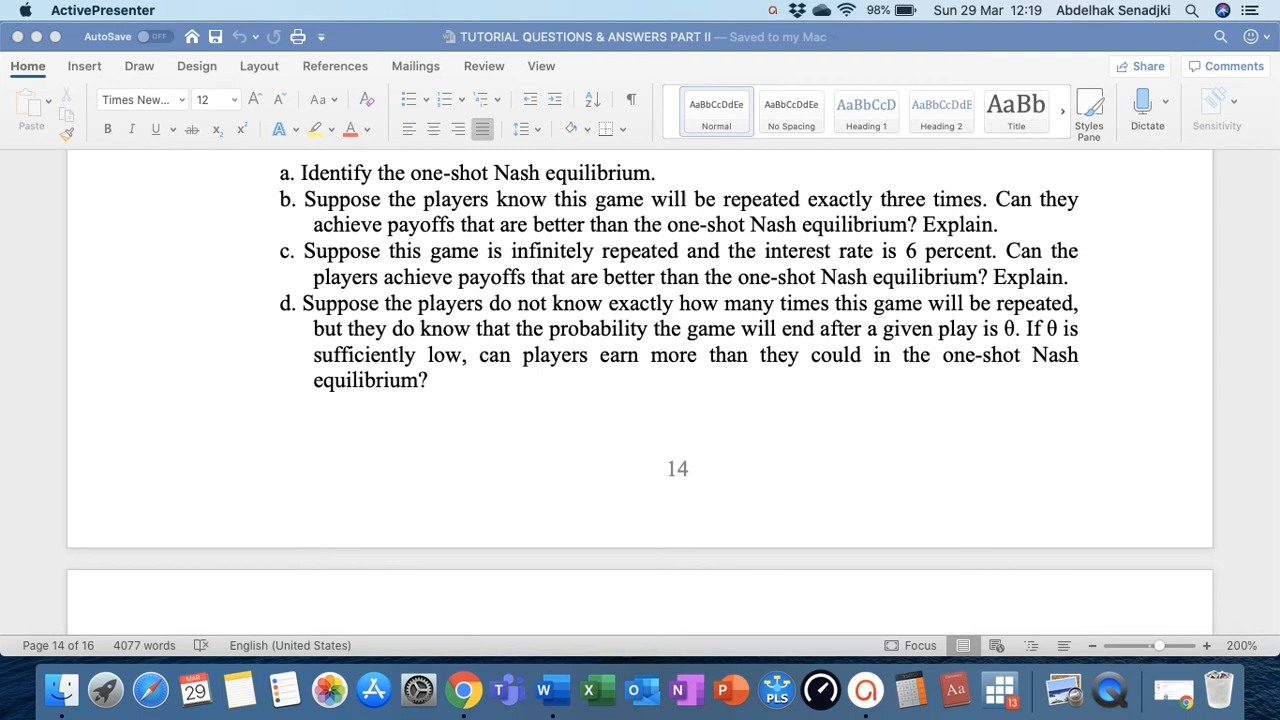 ActivePresenter
98%
Sun 29 Mar 12:19
Abdelhak Senadjki
AutoSave
OFF
TUTORIAL QUESTIONS & ANSWERS PART II — Saved to my Mac
Home Insert Draw Design Layout References Mailings Review View
Share
Comments
Paste
Times New...
12
Aa
AaBbCcDdEe
Normal
AaBbCcDdEe
No Spacing
AaBbCcD
Heading 1
AaBbCcDdE
Heading 2
AaBb
Title
Styles Pane
Dictate
Sensitivity
a. Identify the one-shot Nash equilibrium.
b. Suppose the players know this game will be repeated exactly three times. Can they
achieve payoffs that are better than the one-shot Nash equilibrium? Explain.
c. Suppose this game is infinitely repeated and the interest rate is 6 percent. Can the
players achieve payoffs that are better than the one-shot Nash equilibrium? Explain.
d. Suppose the players do not know exactly how many times this game will be repeated,
but they do know that the probability the game will end after a given play is θ. If θ is
sufficiently low, can players earn more than they could in the one-shot Nash
equilibrium?
14
Page 14 of 16
4077 words
English (United States)
Focus
200%
MAR
29
PLS
Aa
13